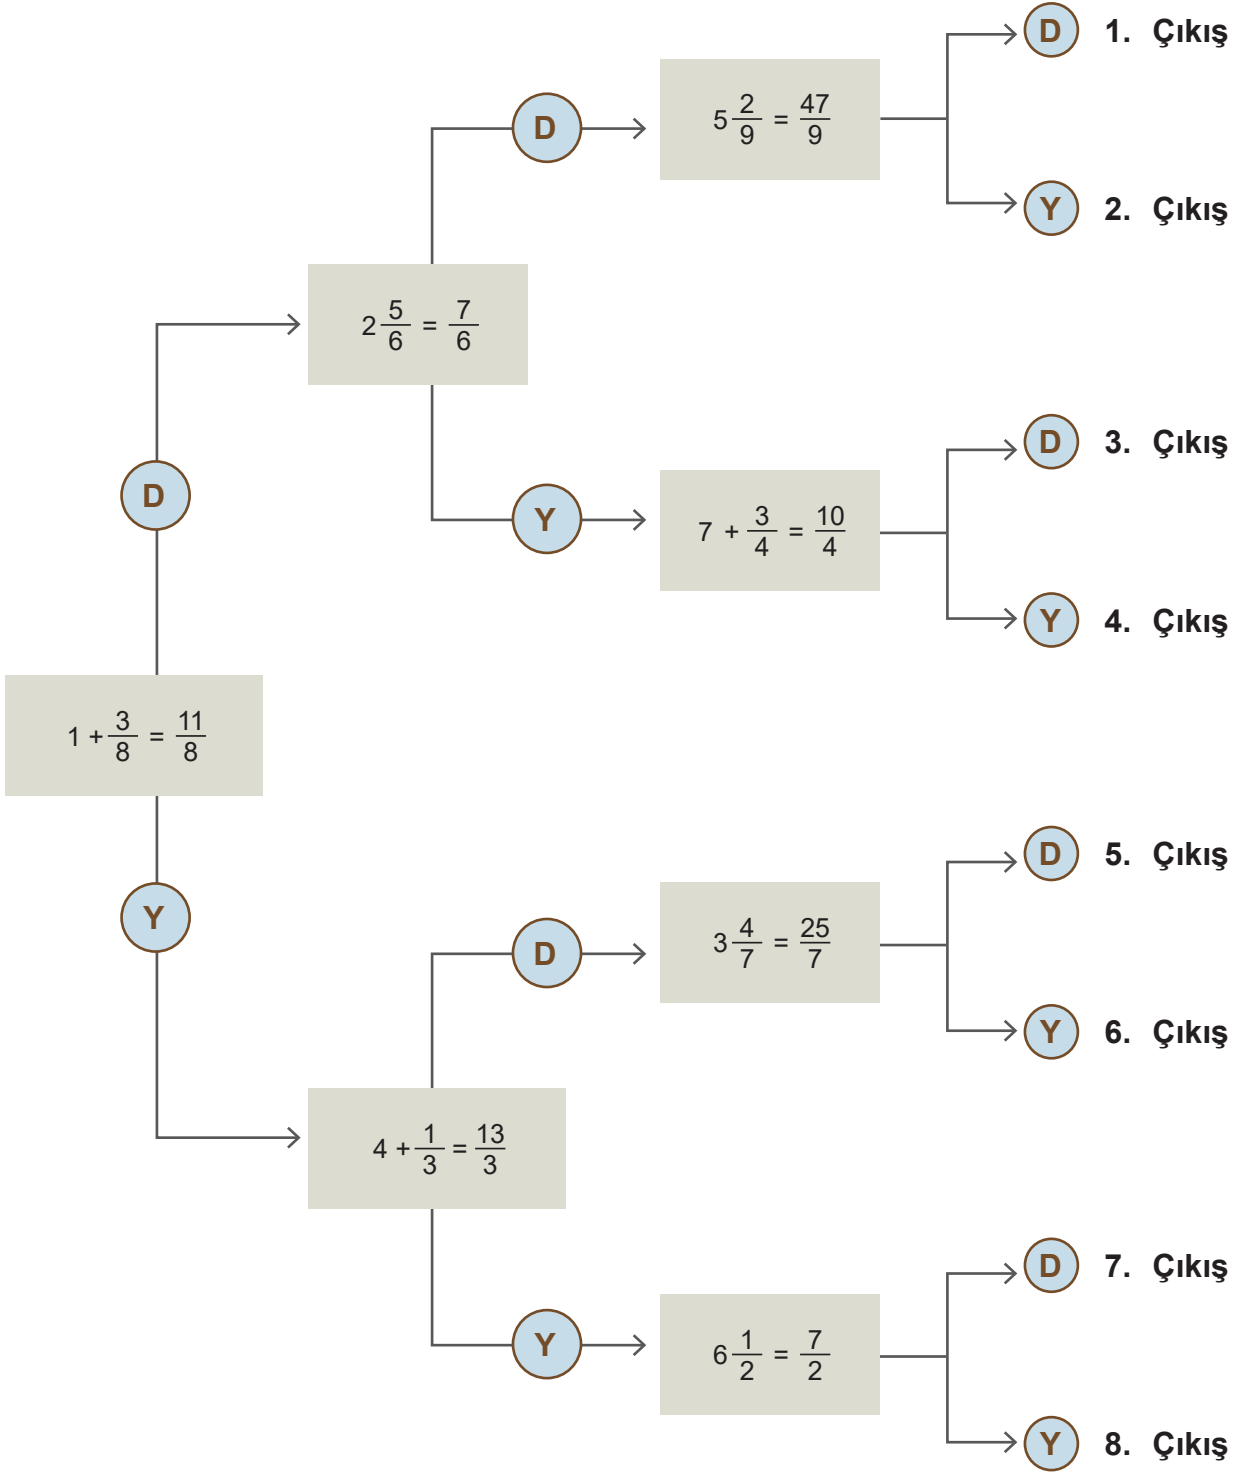 D 1. Çıkış
5 2/9 = 47/9
D
Y 2. Çıkış
2 5/6 = 7/6
D 3. Çıkış
D
Y
7 + 3/4 = 10/4
Y 4. Çıkış
1 + 3/8 = 11/8
D 5. Çıkış
Y
D
3 4/7 = 25/7
Y 6. Çıkış
4 + 1/3 = 13/3
D 7. Çıkış
Y
6 1/2 = 7/2
Y 8. Çıkış